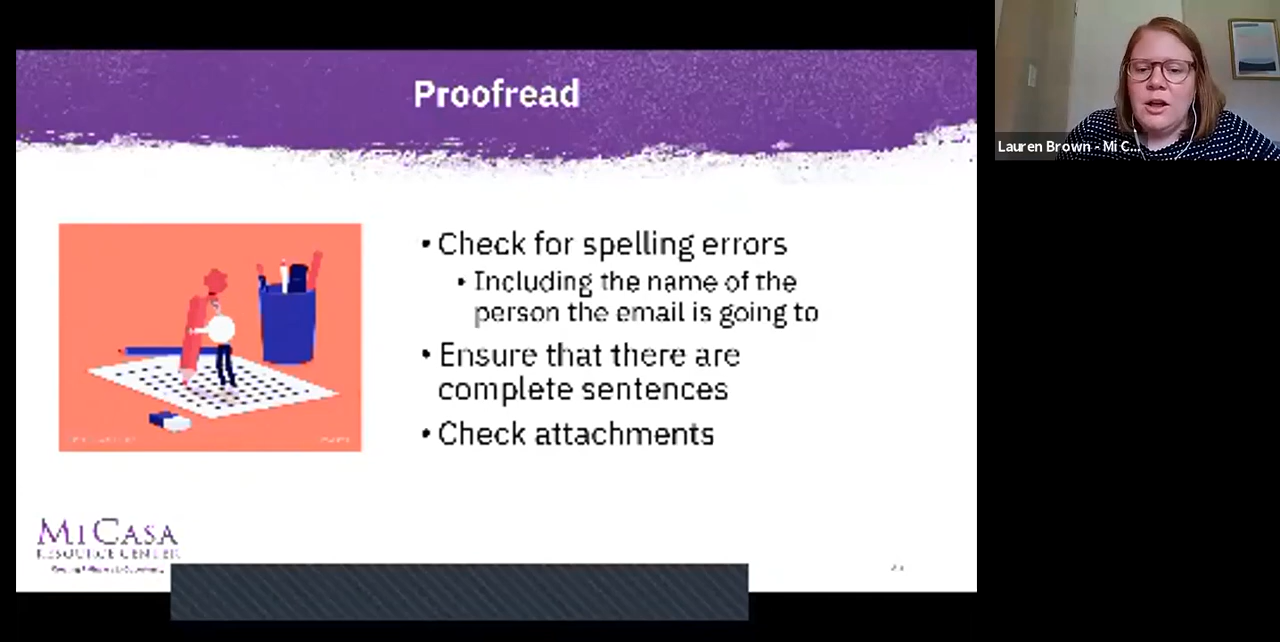 Proofread
• Check for spelling errors
• Including the name of the
person the email is going to
• Ensure that there are
complete sentences
• Check attachments
MI CASA
RESOURCE CENTER
Lauren Brown - Mi C...